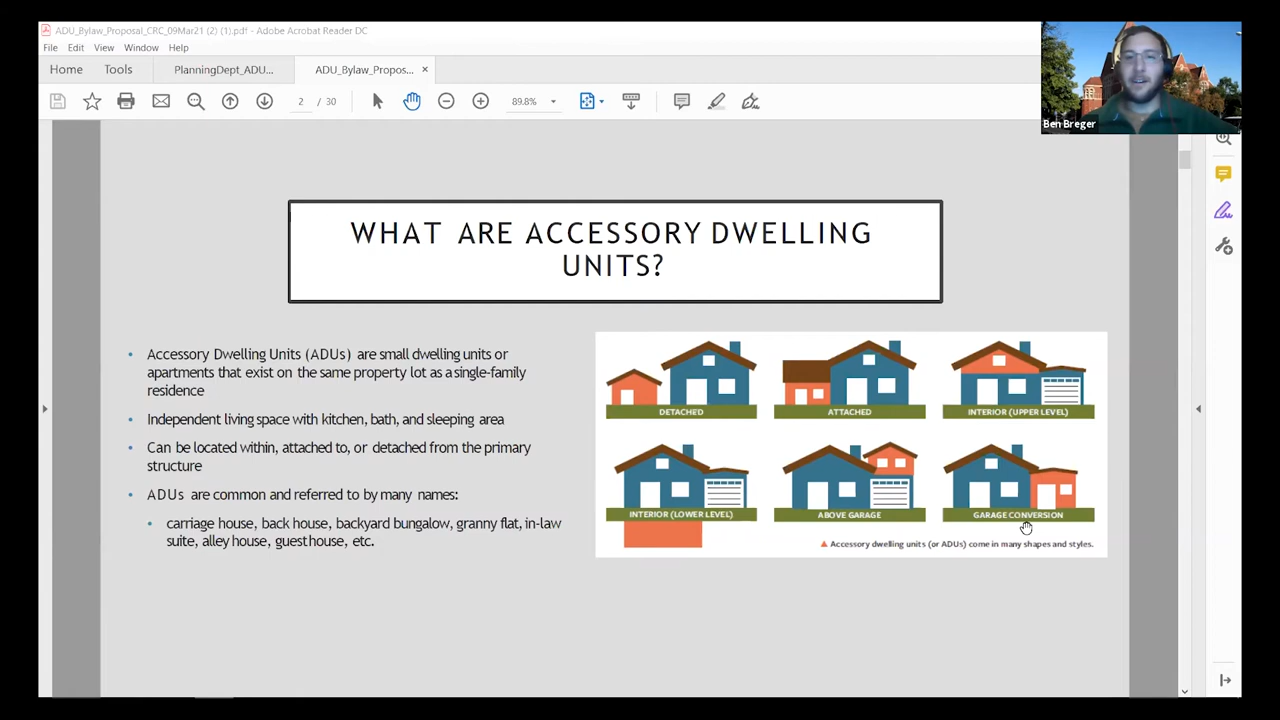 ADU_Bylaw_Proposal_CRC_09Mar21 (2) (1).pdf - Adobe Acrobat Reader DC
File Edit View Window Help
Home Tools PlanningDept_ADU... ADU_Bylaw_Propos... ×
2 / 30 89.8%
Ben Breger
WHAT ARE ACCESSORY DWELLING
UNITS?
• Accessory Dwelling Units (ADUs) are small dwelling units or
apartments that exist on the same property lot as a single-family
residence
• Independent living space with kitchen, bath, and sleeping area
• Can be located within, attached to, or detached from the primary
structure
• ADUs are common and referred to by many names:
• carriage house, back house, backyard bungalow, granny flat, in-law
suite, alley house, guest house, etc.
DETACHED ATTACHED INTERIOR (UPPER LEVEL)
INTERIOR (LOWER LEVEL) ABOVE GARAGE GARAGE CONVERSION
▲ Accessory dwelling units (or ADUs) come in many shapes and styles.